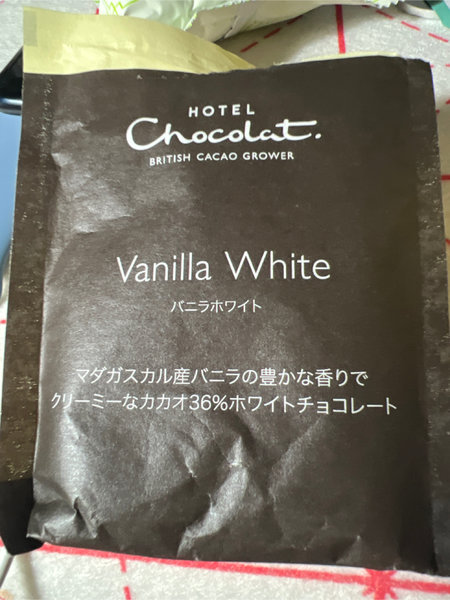 HOTEL
Chocolat.
BRITISH CACAO GROWER
Vanilla White
バニラホワイト
マダガスカル産バニラの豊かな香りで
クリーミーなカカオ36%ホワイトチョコレート